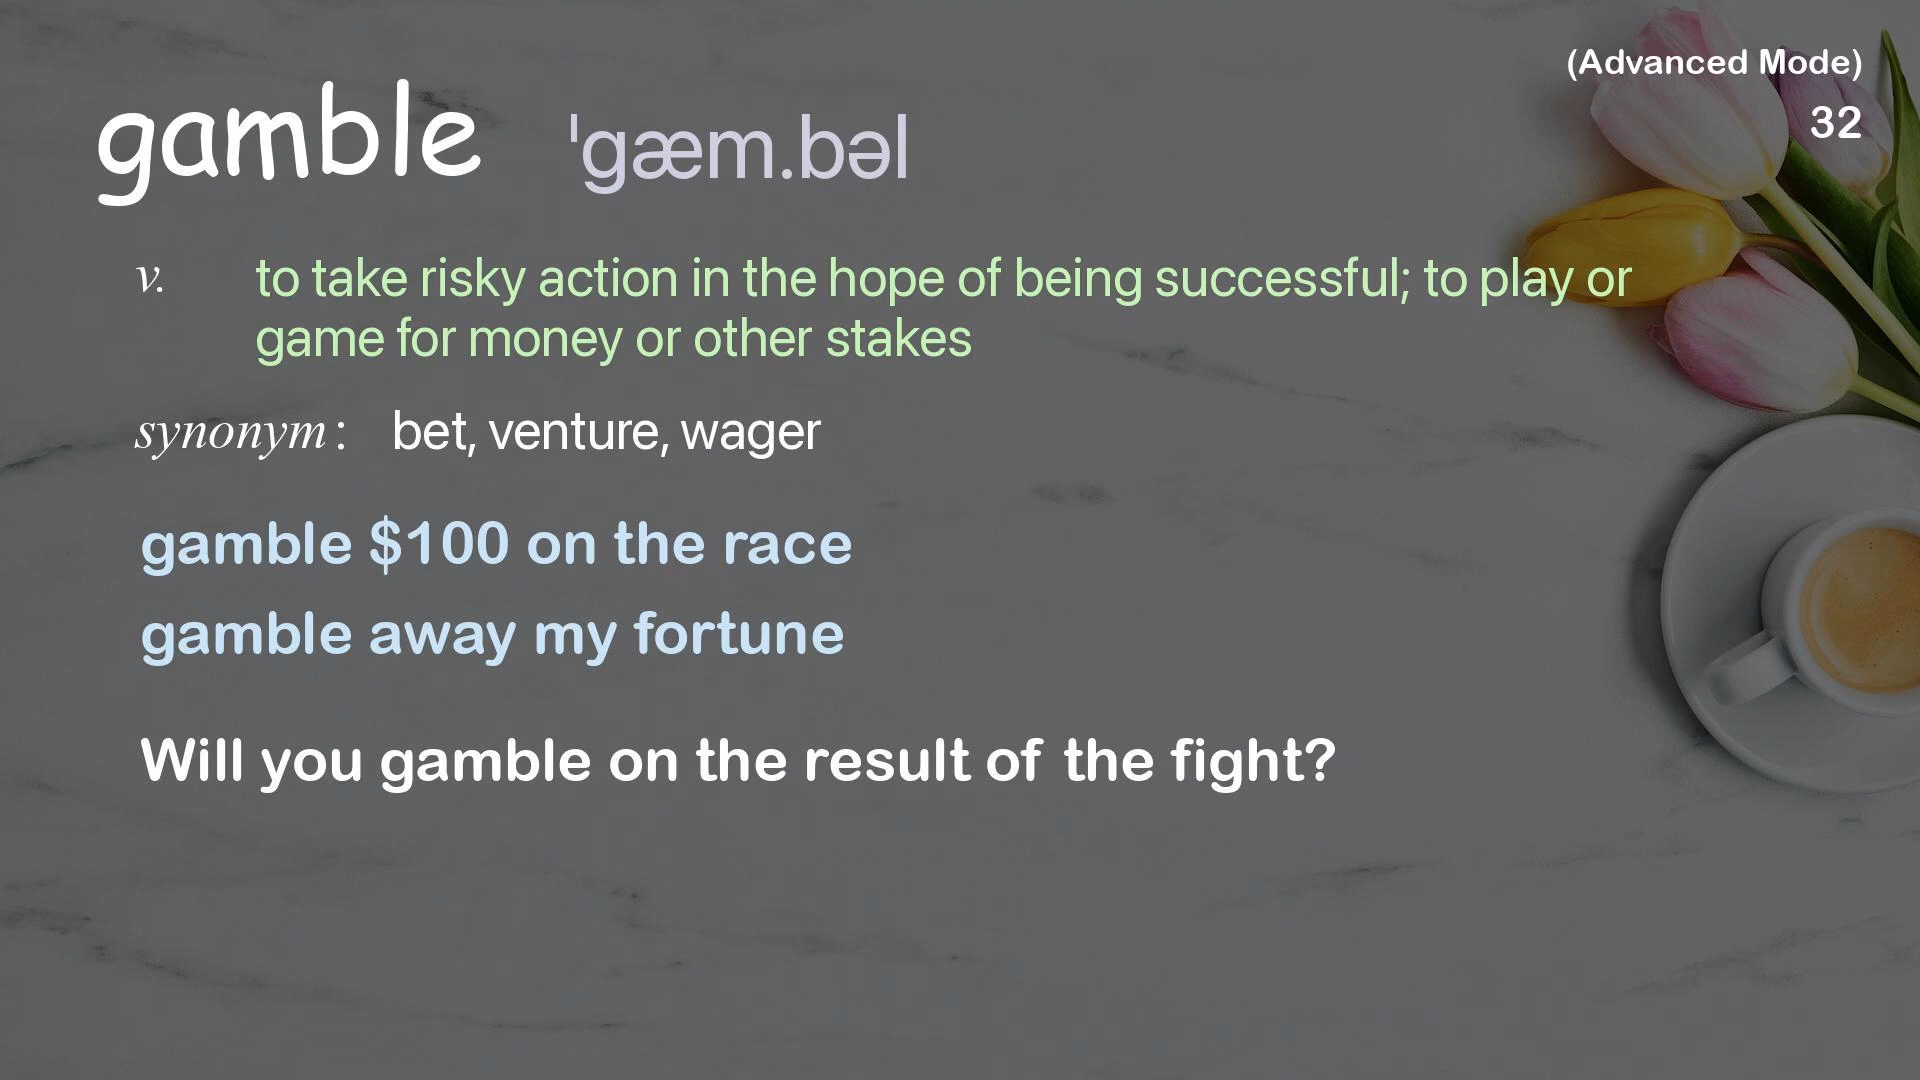 (Advanced Mode)
32
gamble ˈɡæm.bəl
v. to take risky action in the hope of being successful; to play or
game for money or other stakes
synonym: bet, venture, wager
gamble $100 on the race
gamble away my fortune
Will you gamble on the result of the fight?